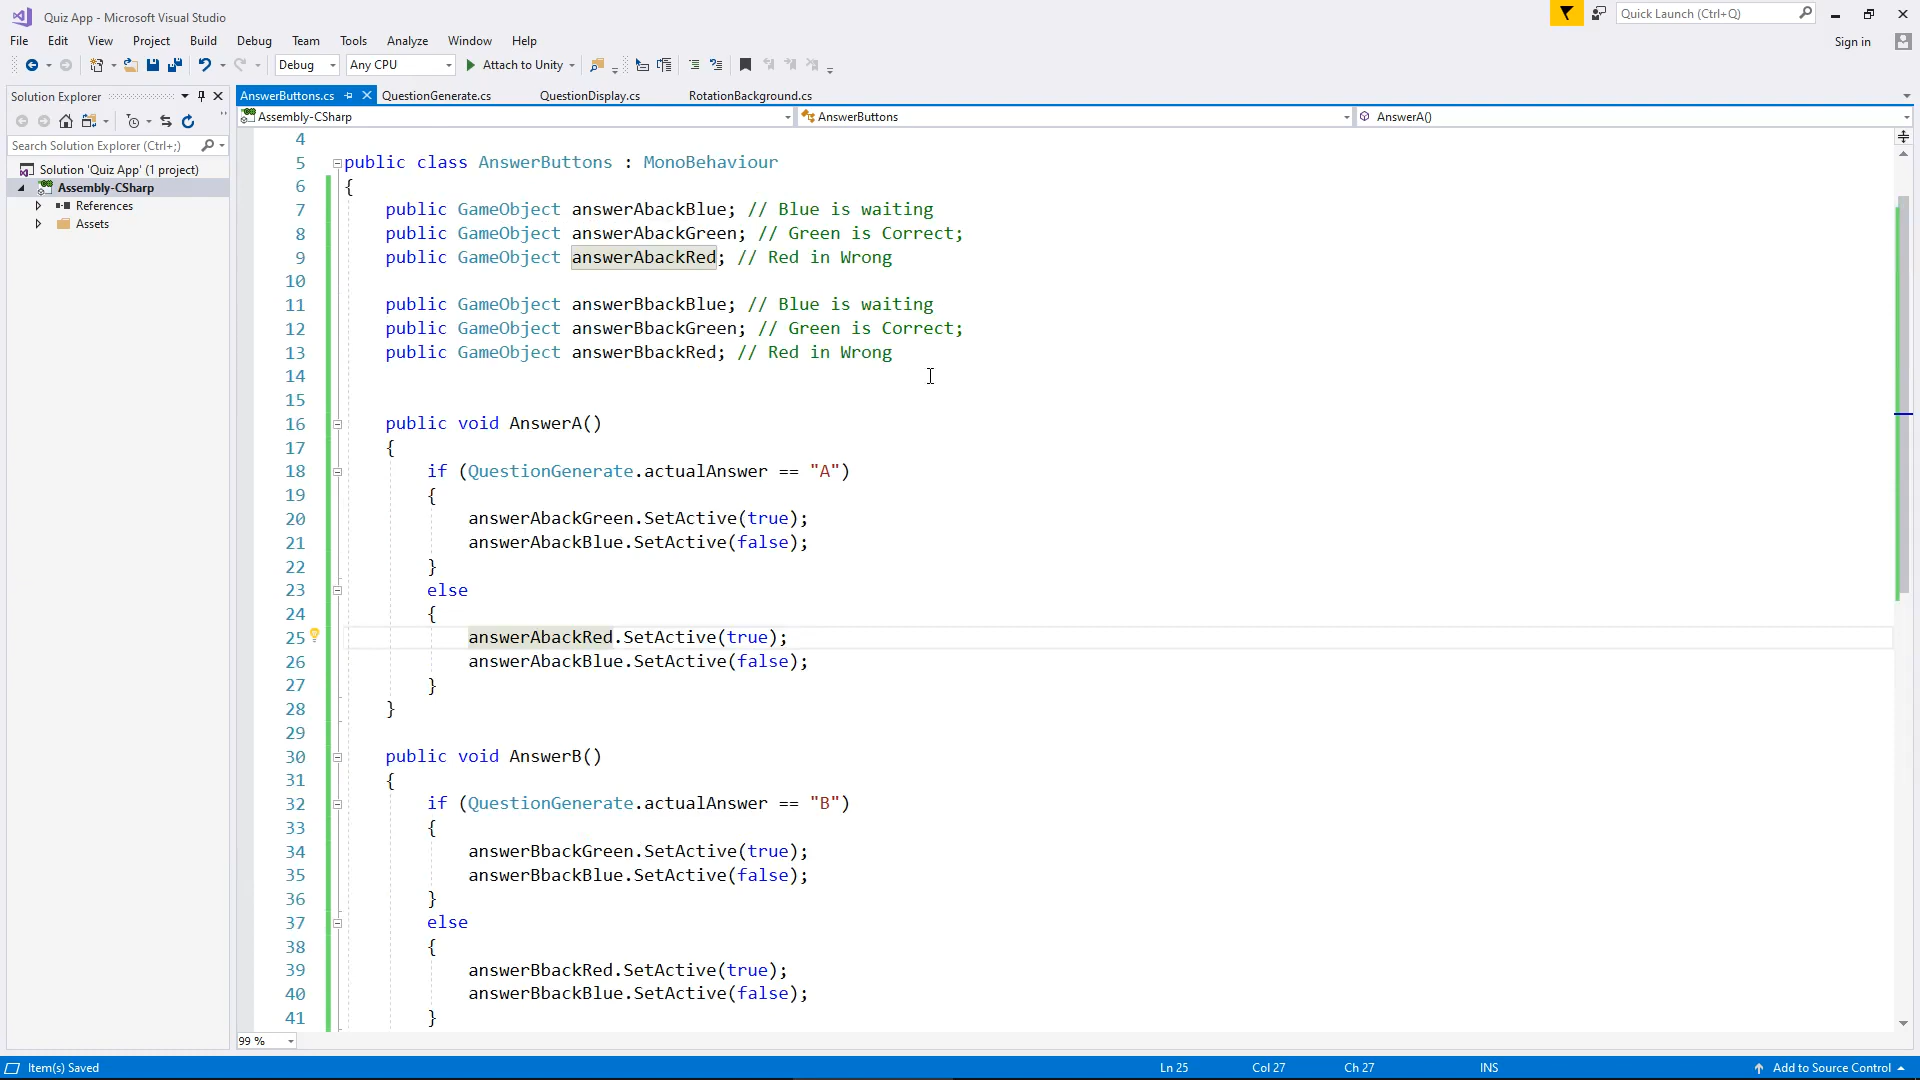 Quiz App - Microsoft Visual Studio
Quick Launch (Ctrl+Q)
File Edit View Project Build Debug Team Tools Analyze Window Help
Sign in
Debug Any CPU Attach to Unity
Solution Explorer
AnswerButtons.cs QuestionGenerate.cs QuestionDisplay.cs RotationBackground.cs
Assembly-CSharp AnswerButtons AnswerA()
Search Solution Explorer (Ctrl+;)
Solution 'Quiz App' (1 project)
Assembly-CSharp
References
Assets
4
5 public class AnswerButtons : MonoBehaviour
6 {
7 public GameObject answerAbackBlue; // Blue is waiting
8 public GameObject answerAbackGreen; // Green is Correct;
9 public GameObject answerAbackRed; // Red in Wrong
10
11 public GameObject answerBbackBlue; // Blue is waiting
12 public GameObject answerBbackGreen; // Green is Correct;
13 public GameObject answerBbackRed; // Red in Wrong
14
15
16 public void AnswerA()
17 {
18 if (QuestionGenerate.actualAnswer == "A")
19 {
20 answerAbackGreen.SetActive(true);
21 answerAbackBlue.SetActive(false);
22 }
23 else
24 {
25 answerAbackRed.SetActive(true);
26 answerAbackBlue.SetActive(false);
27 }
28 }
29
30 public void AnswerB()
31 {
32 if (QuestionGenerate.actualAnswer == "B")
33 {
34 answerBbackGreen.SetActive(true);
35 answerBbackBlue.SetActive(false);
36 }
37 else
38 {
39 answerBbackRed.SetActive(true);
40 answerBbackBlue.SetActive(false);
41 }
99 %
Item(s) Saved Ln 25 Col 27 Ch 27 INS Add to Source Control